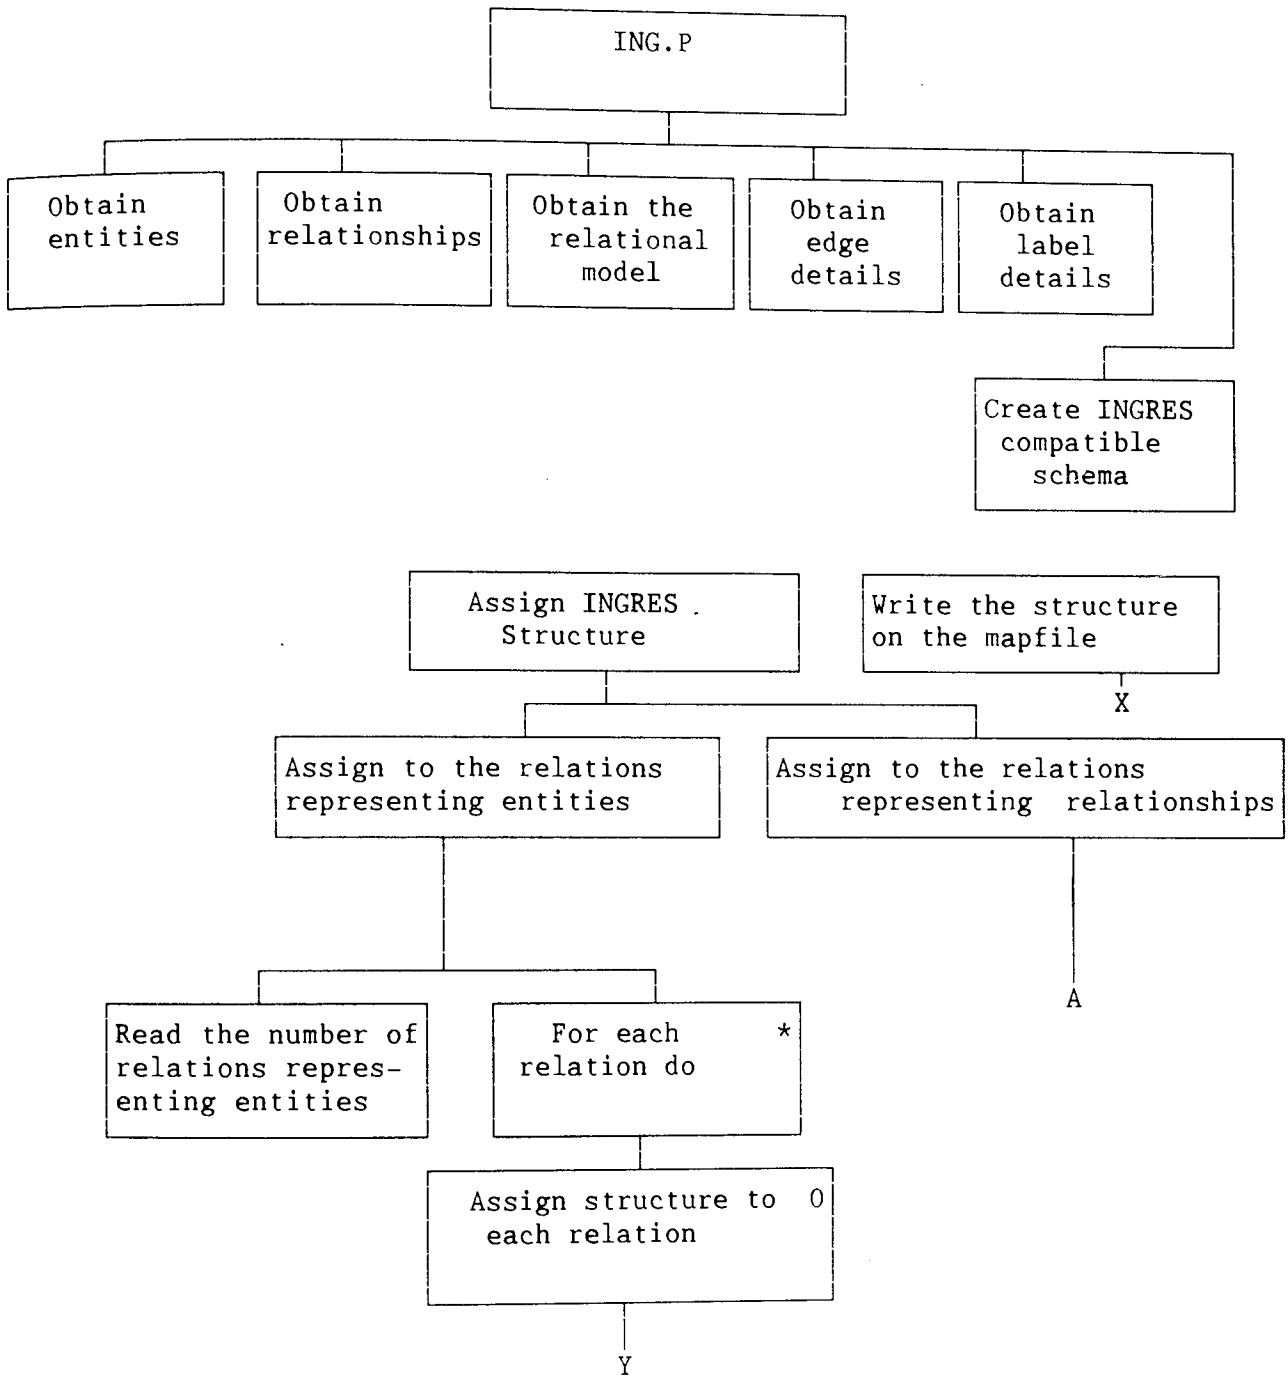 ING.P
Obtain
entities
Obtain
relationships
Obtain the
relational
model
Obtain
edge
details
Obtain
label
details
Create INGRES
compatible
schema
Assign INGRES
Structure
Write the structure
on the mapfile
X
Assign to the relations
representing entities
Assign to the relations
representing relationships
A
Read the number of
relations repres-
enting entities
For each *
relation do
Assign structure to O
each relation
Y